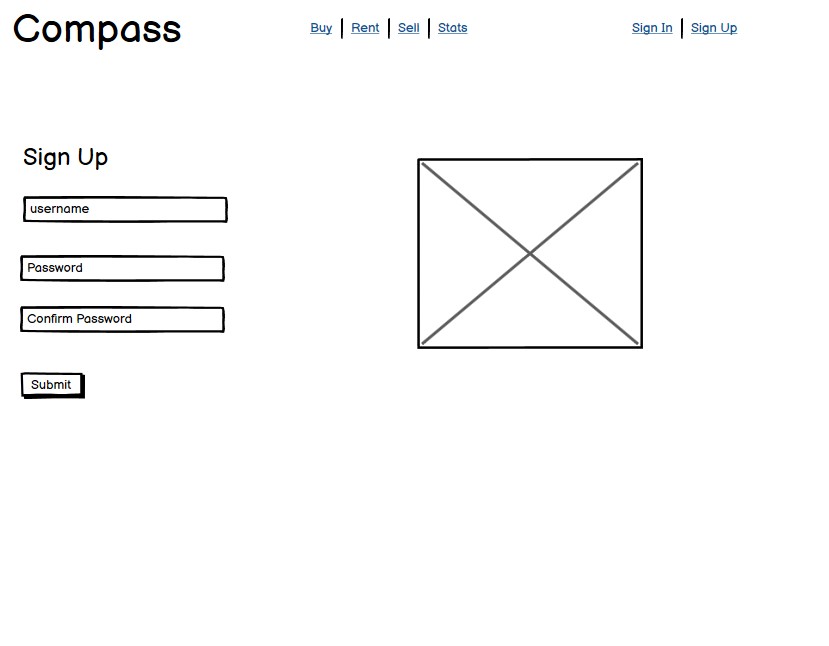 Compass
Buy | Rent | Sell | Stats
Sign In | Sign Up
Sign Up
username
Password
Confirm Password
Submit